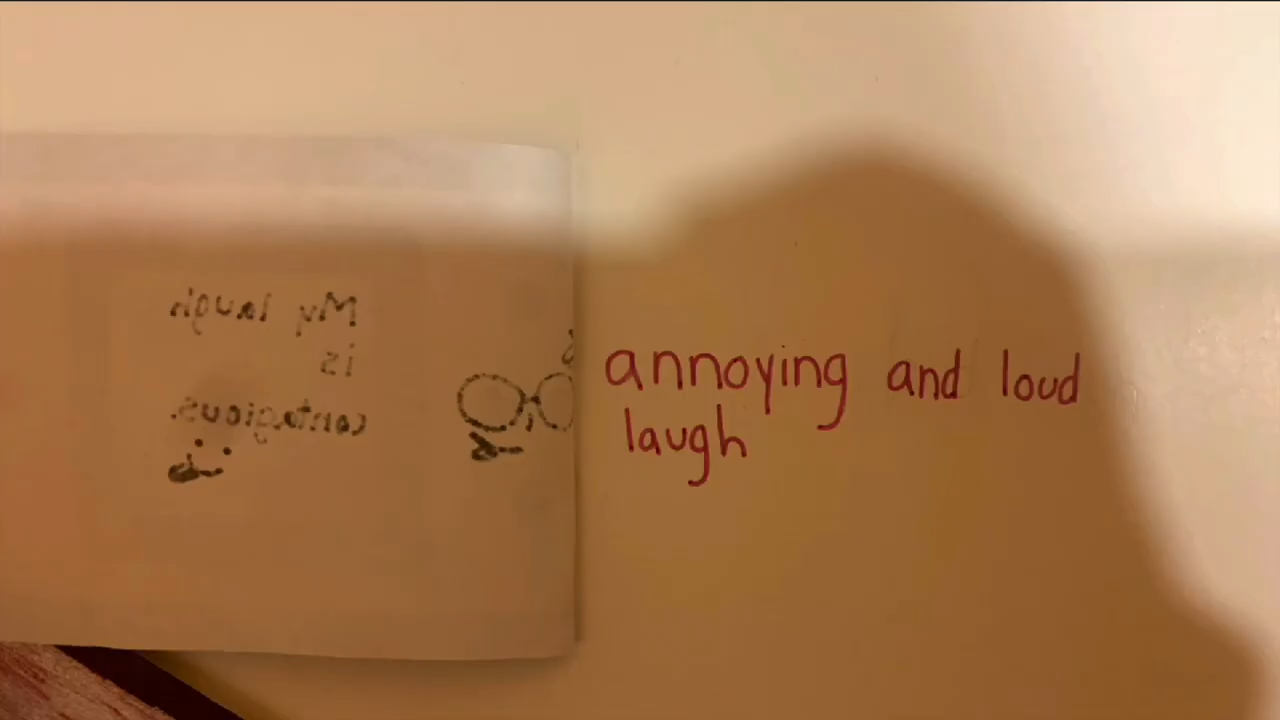 My laugh
is
contagious.
annoying and loud
laugh